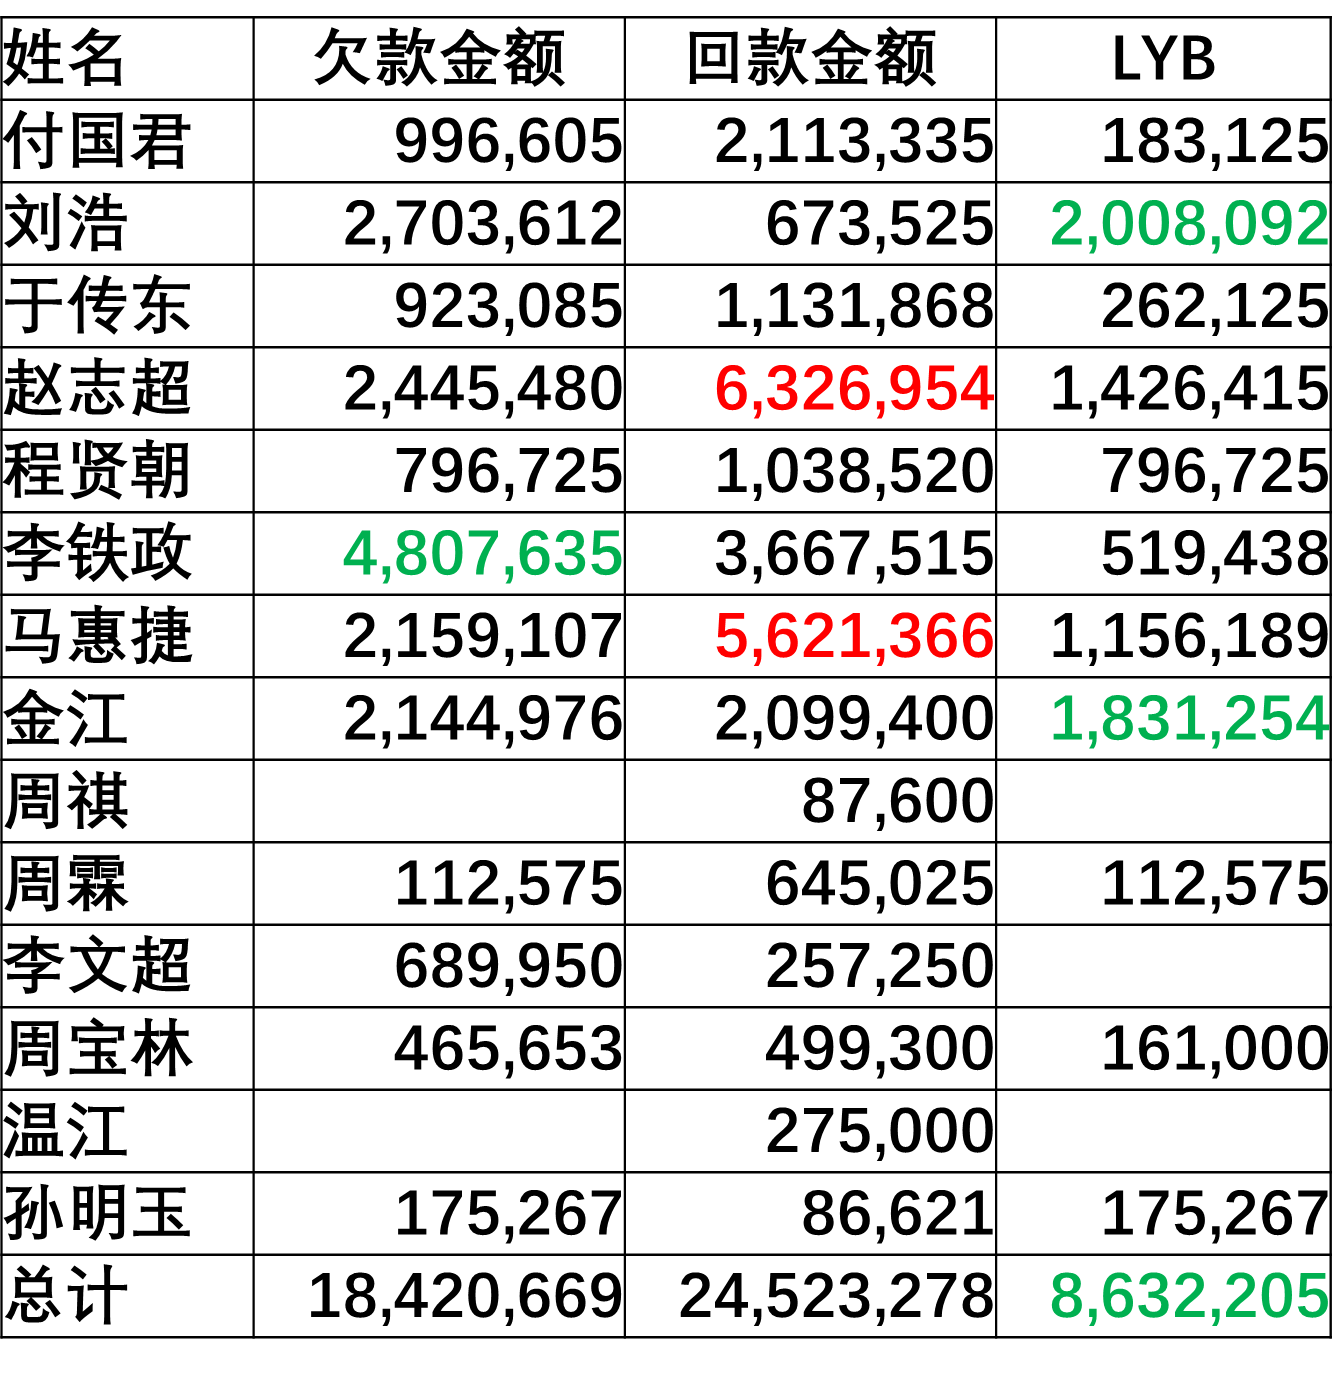 姓名 欠款金额 回款金额 LYB
付国君 996,605 2,113,335 183,125
刘浩 2,703,612 673,525 2,008,092
于传东 923,085 1,131,868 262,125
赵志超 2,445,480 6,326,954 1,426,415
程贤朝 796,725 1,038,520 796,725
李铁政 4,807,635 3,667,515 519,438
马惠捷 2,159,107 5,621,366 1,156,189
金江 2,144,976 2,099,400 1,831,254
周祺 87,600
周霖 112,575 645,025 112,575
李文超 689,950 257,250
周宝林 465,653 499,300 161,000
温江 275,000
孙明玉 175,267 86,621 175,267
总计 18,420,669 24,523,278 8,632,205